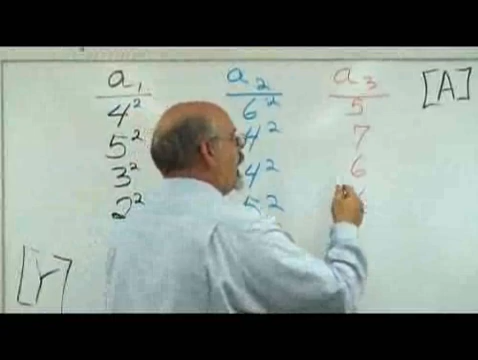 a₁ a₂ a₃ [A]
4² 6² 5
5² 4² 7
3² 4² 6
2² 5²
[Y]